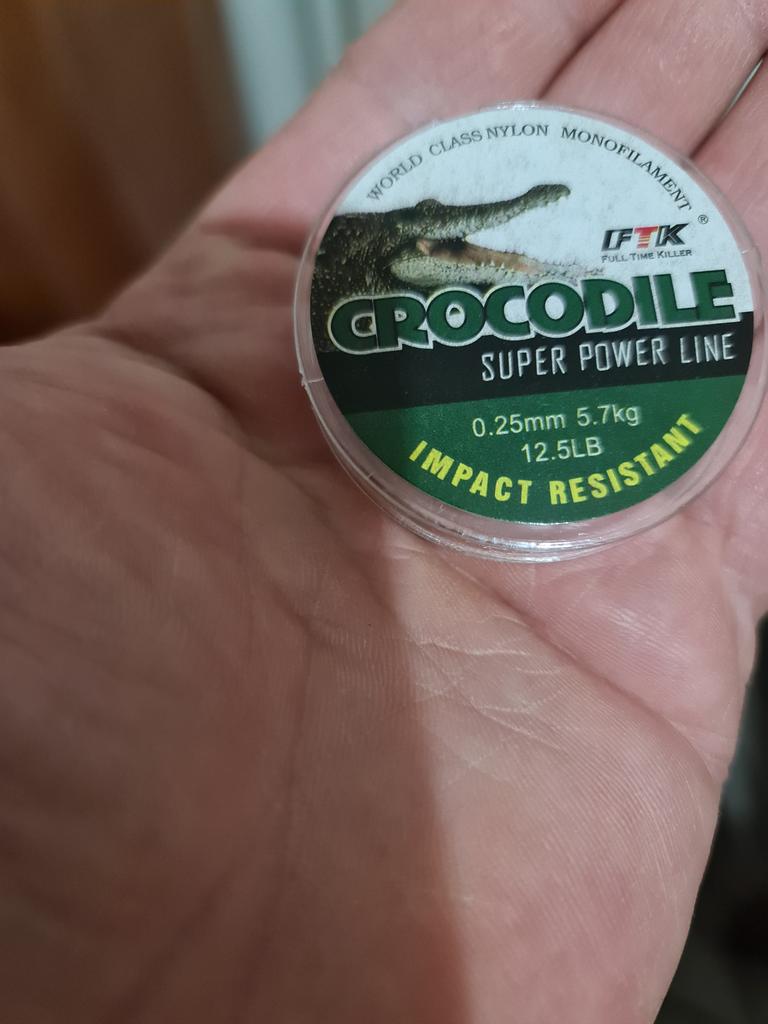 WORLD CLASS NYLON MONOFILAMENT
FTK ®
FULL TIME KILLER
CROCODILE
SUPER POWER LINE
0.25mm 5.7kg
12.5LB
IMPACT RESISTANT